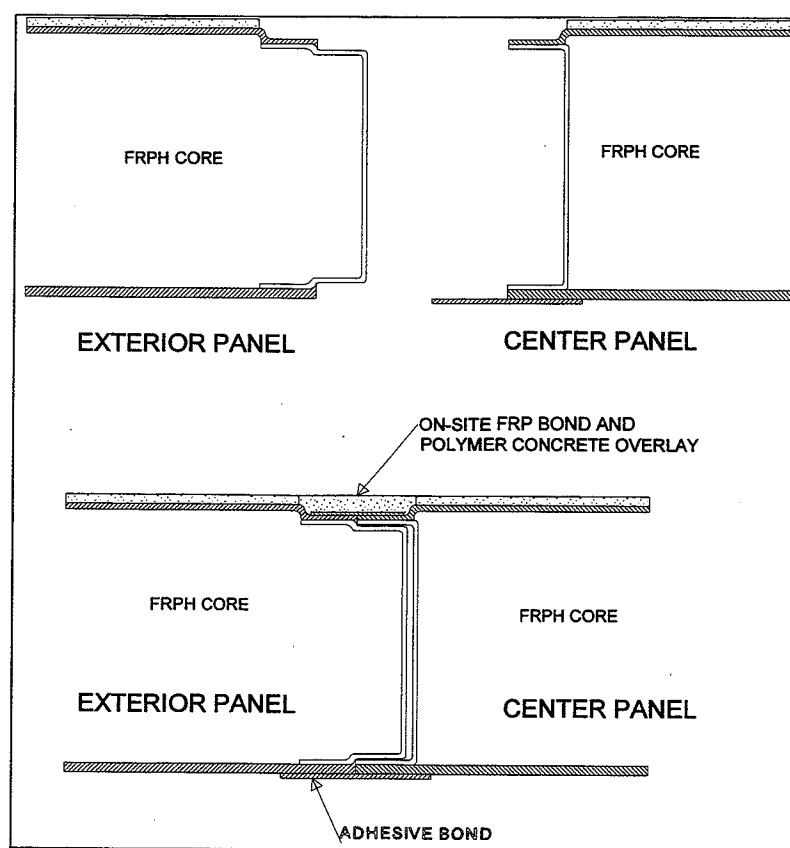 FRPH CORE
FRPH CORE
EXTERIOR PANEL
CENTER PANEL
ON-SITE FRP BOND AND
POLYMER CONCRETE OVERLAY
FRPH CORE
FRPH CORE
EXTERIOR PANEL
CENTER PANEL
ADHESIVE BOND